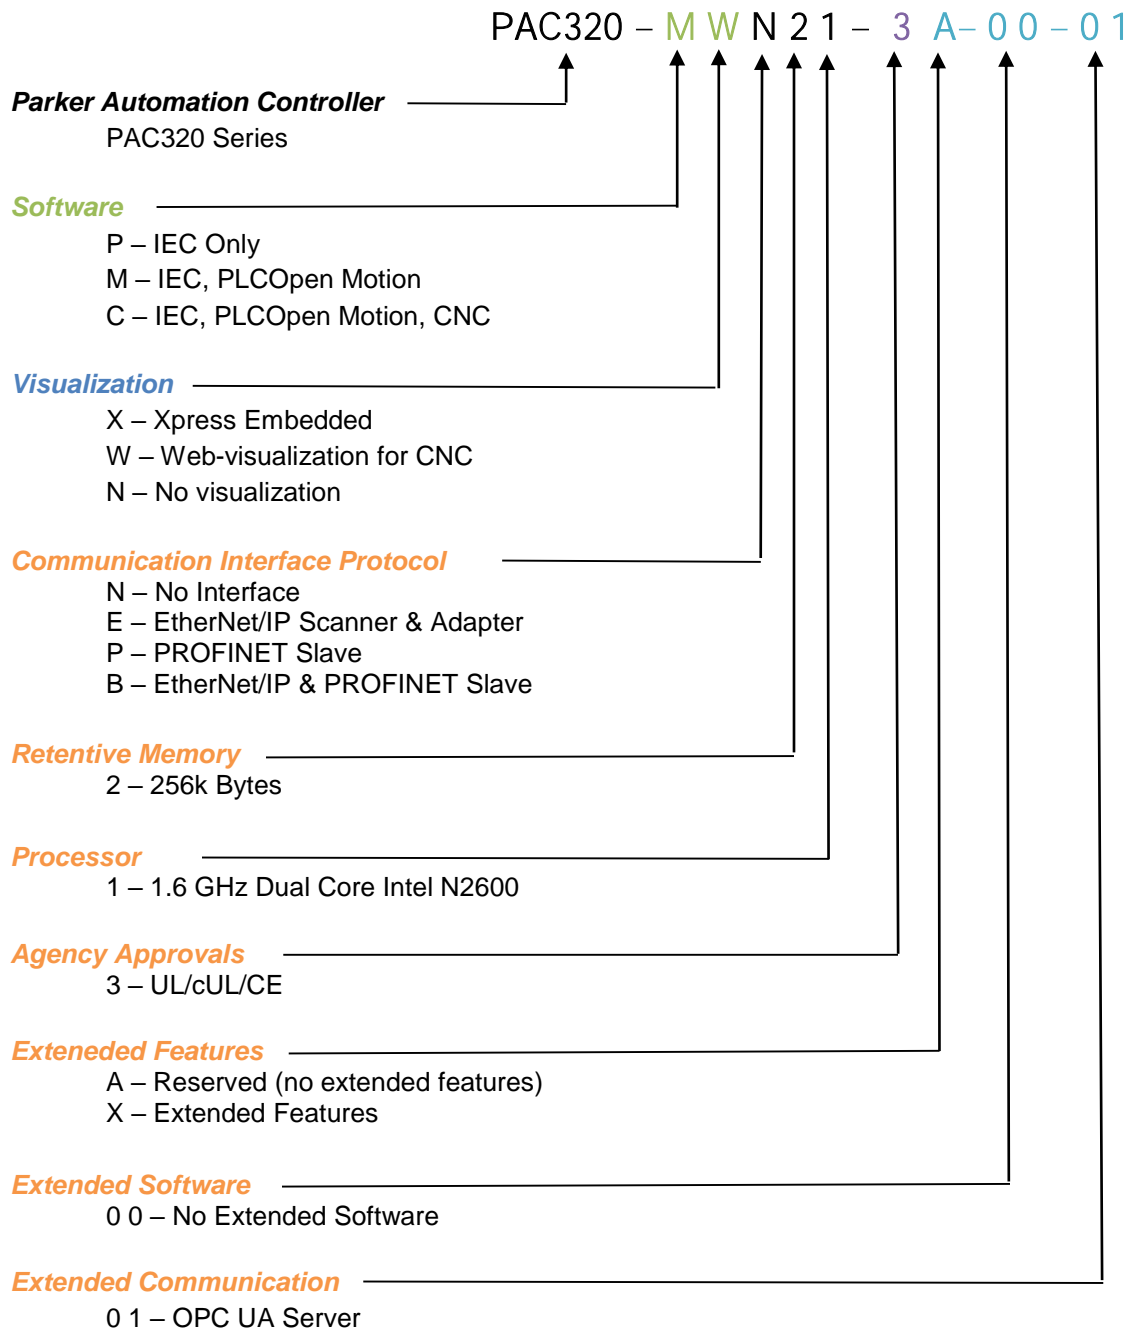 PAC320 – M W N 2 1 – 3 A – 0 0 – 0 1
Parker Automation Controller
PAC320 Series
Software
P – IEC Only
M – IEC, PLCOpen Motion
C – IEC, PLCOpen Motion, CNC
Visualization
X – Xpress Embedded
W – Web-visualization for CNC
N – No visualization
Communication Interface Protocol
N – No Interface
E – EtherNet/IP Scanner & Adapter
P – PROFINET Slave
B – EtherNet/IP & PROFINET Slave
Retentive Memory
2 – 256k Bytes
Processor
1 – 1.6 GHz Dual Core Intel N2600
Agency Approvals
3 – UL/cUL/CE
Exteneded Features
A – Reserved (no extended features)
X – Extended Features
Extended Software
0 0 – No Extended Software
Extended Communication
0 1 – OPC UA Server